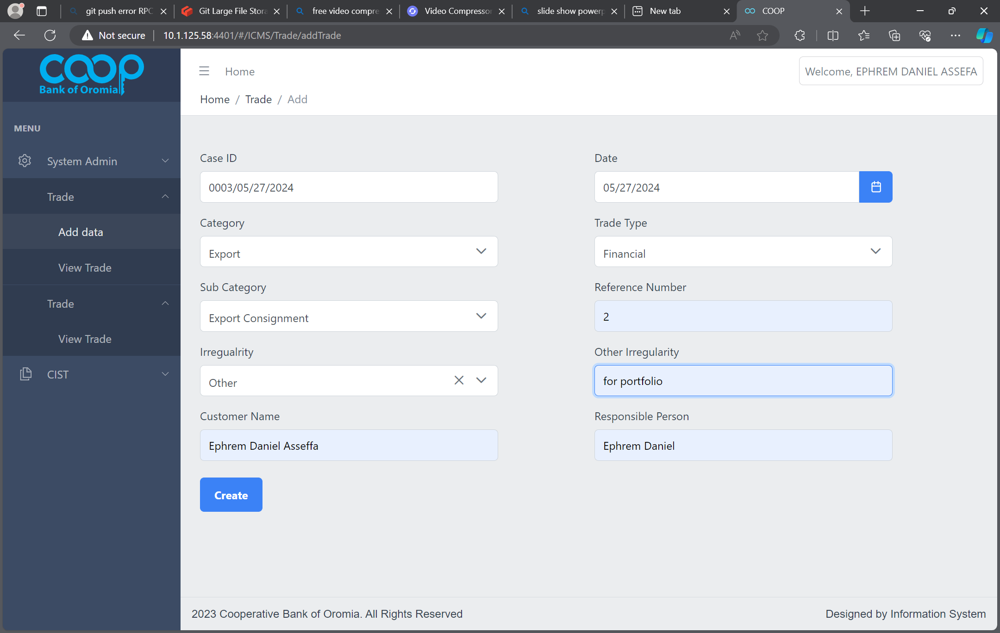 git push error RPC
Git Large File Stora
free video compre
Video Compressor
slide show powerp
New tab
COOP
Not secure
10.1.125.58:4401/#/ICMS/Trade/addTrade
coop
Bank of Oromia
Home
Welcome, EPHREM DANIEL ASSEFA
Home / Trade / Add
MENU
System Admin
Trade
Add data
View Trade
Trade
View Trade
CIST
Case ID
0003/05/27/2024
Date
05/27/2024
Category
Export
Trade Type
Financial
Sub Category
Export Consignment
Reference Number
2
Irregualrity
Other
Other Irregularity
for portfolio
Customer Name
Ephrem Daniel Asseffa
Responsible Person
Ephrem Daniel
Create
2023 Cooperative Bank of Oromia. All Rights Reserved
Designed by Information System